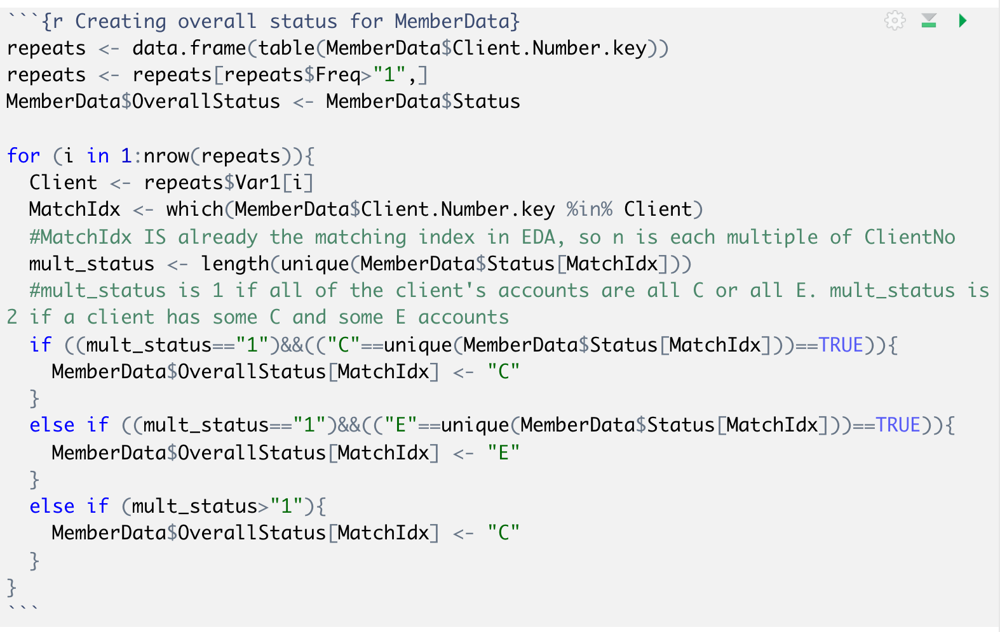 ```{r Creating overall status for MemberData}
repeats <- data.frame(table(MemberData$Client.Number.key))
repeats <- repeats[repeats$Freq>"1",]
MemberData$OverallStatus <- MemberData$Status

for (i in 1:nrow(repeats)){
  Client <- repeats$Var1[i]
  MatchIdx <- which(MemberData$Client.Number.key %in% Client)
  #MatchIdx IS already the matching index in EDA, so n is each multiple of ClientNo
  mult_status <- length(unique(MemberData$Status[MatchIdx]))
  #mult_status is 1 if all of the client's accounts are all C or all E. mult_status is
2 if a client has some C and some E accounts
  if ((mult_status=="1")&&(("C"==unique(MemberData$Status[MatchIdx]))==TRUE)){
    MemberData$OverallStatus[MatchIdx] <- "C"
  }
  else if ((mult_status=="1")&&(("E"==unique(MemberData$Status[MatchIdx]))==TRUE)){
    MemberData$OverallStatus[MatchIdx] <- "E"
  }
  else if (mult_status>"1"){
    MemberData$OverallStatus[MatchIdx] <- "C"
  }
}
```